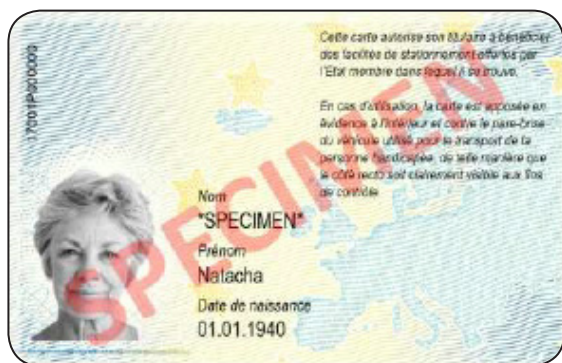 17001P000000
Cette carte autorise son titulaire à bénéficier
des facilités de stationnement offertes par
l'Etat membre dans lequel il se trouve.
En cas d'utilisation, la carte est apposée en
évidence à l'intérieur et contre le pare-brise
du véhicule utilisé pour le transport de la
personne handicapée, de telle manière que
le côté recto soit clairement visible aux fins
de contrôle.
SPECIMEN
Nom
*SPECIMEN*
Prénom
Natacha
Date de naissance
01.01.1940